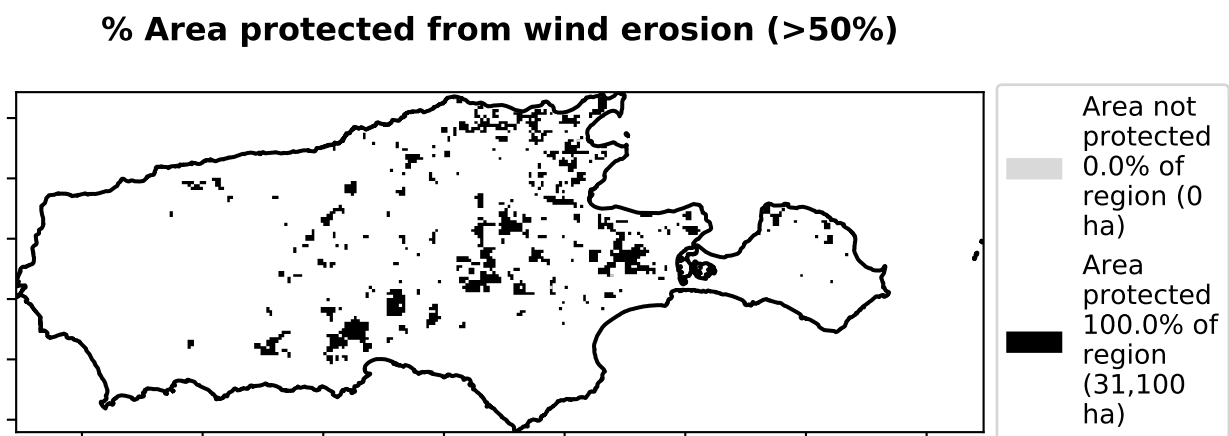 % Area protected from wind erosion (>50%)
Area not
protected
0.0% of
region (0
ha)
Area
protected
100.0% of
region
(31,100
ha)